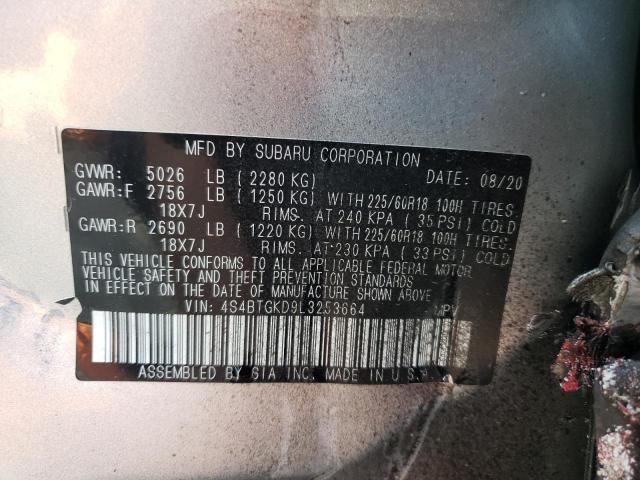 MFD BY SUBARU CORPORATION
GVWR: 5026 LB (2280 KG) DATE: 08/20
GAWR:F 2756 LB (1250 KG) WITH 225/60R18 100H TIRES.
18X7J RIMS. AT 240 KPA (35 PSI) COLD
GAWR:R 2690 LB (1220 KG) WITH 225/60R18 100H TIRES.
18X7J RIMS. AT 230 KPA (33 PSI) COLD
THIS VEHICLE CONFORMS TO ALL APPLICABLE FEDERAL MOTOR
VEHICLE SAFETY AND THEFT PREVENTION STANDARDS
IN EFFECT ON THE DATE OF MANUFACTURE SHOWN ABOVE.
VIN: 4S4BTGKD9L3253664 MPV
ASSEMBLED BY SIA INC. MADE IN U.S.A.